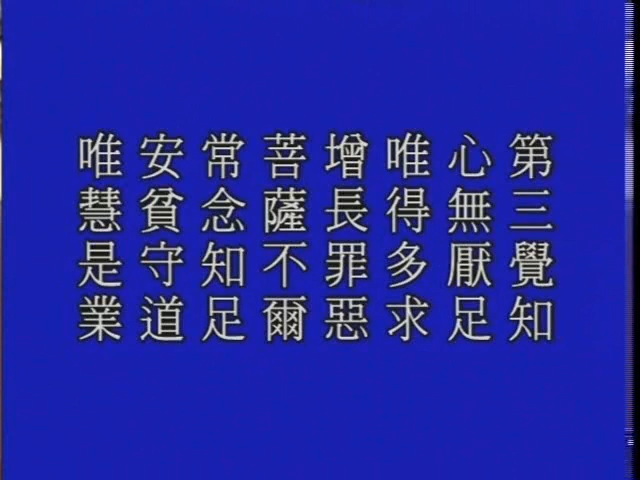 第三覺知
心無厭足
唯得多求
增長罪惡
菩薩不爾
常念知足
安貧守道
唯慧是業